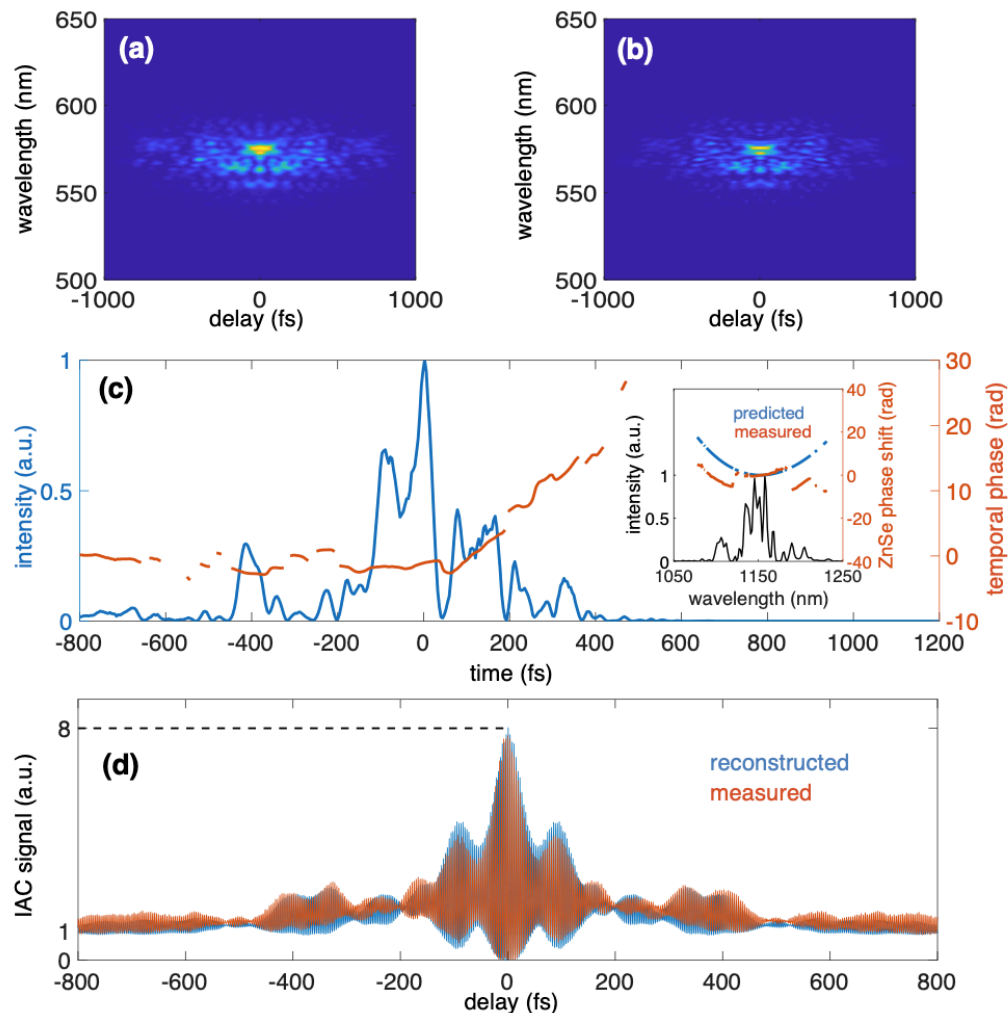 (a)
wavelength (nm)
650
600
550
500
-1000
0
1000
delay (fs)
(b)
wavelength (nm)
650
600
550
500
-1000
0
1000
delay (fs)
(c)
intensity (a.u.)
1
0.5
0
-800 -600 -400 -200 0 200 400 600 800 1000 1200
time (fs)
30
20
10
0
-10
temporal phase (rad)
predicted
measured
intensity (a.u.)
1
0.5
0
1050 1150 1250
wavelength (nm)
40
20
0
-20
-40
ZnSe phase shift (rad)
(d)
IAC signal (a.u.)
8
1
0
reconstructed
measured
-800 -600 -400 -200 0 200 400 600 800
delay (fs)